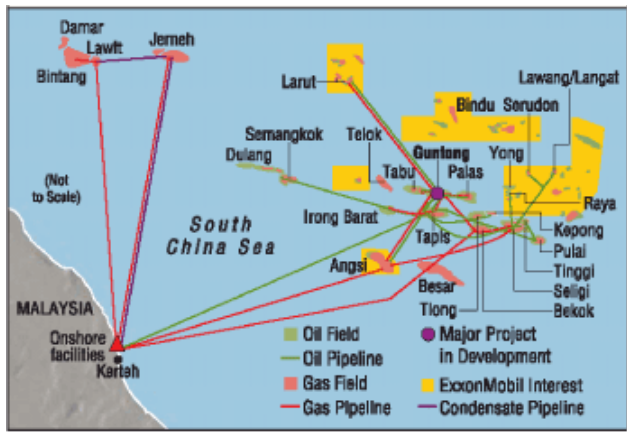 Damar
Lawit
Jerneh
Bintang
Larut
Lawang/Langat
Bindu
Serudon
Semangkok
Telok
Dulang
Guntong
Yong
Tabu
Palas
(Not
to Scale)
Irong Barat
Raya
South
China Sea
Tapis
Kepong
Pulai
Angsi
Besar
Tinggi
Seligi
Tiong
Bekok
MALAYSIA
Onshore
facilities
Kerteh
Oil Field
Oil Pipeline
Gas Field
Gas Pipeline
Major Project
in Development
ExxonMobil Interest
Condensate Pipeline